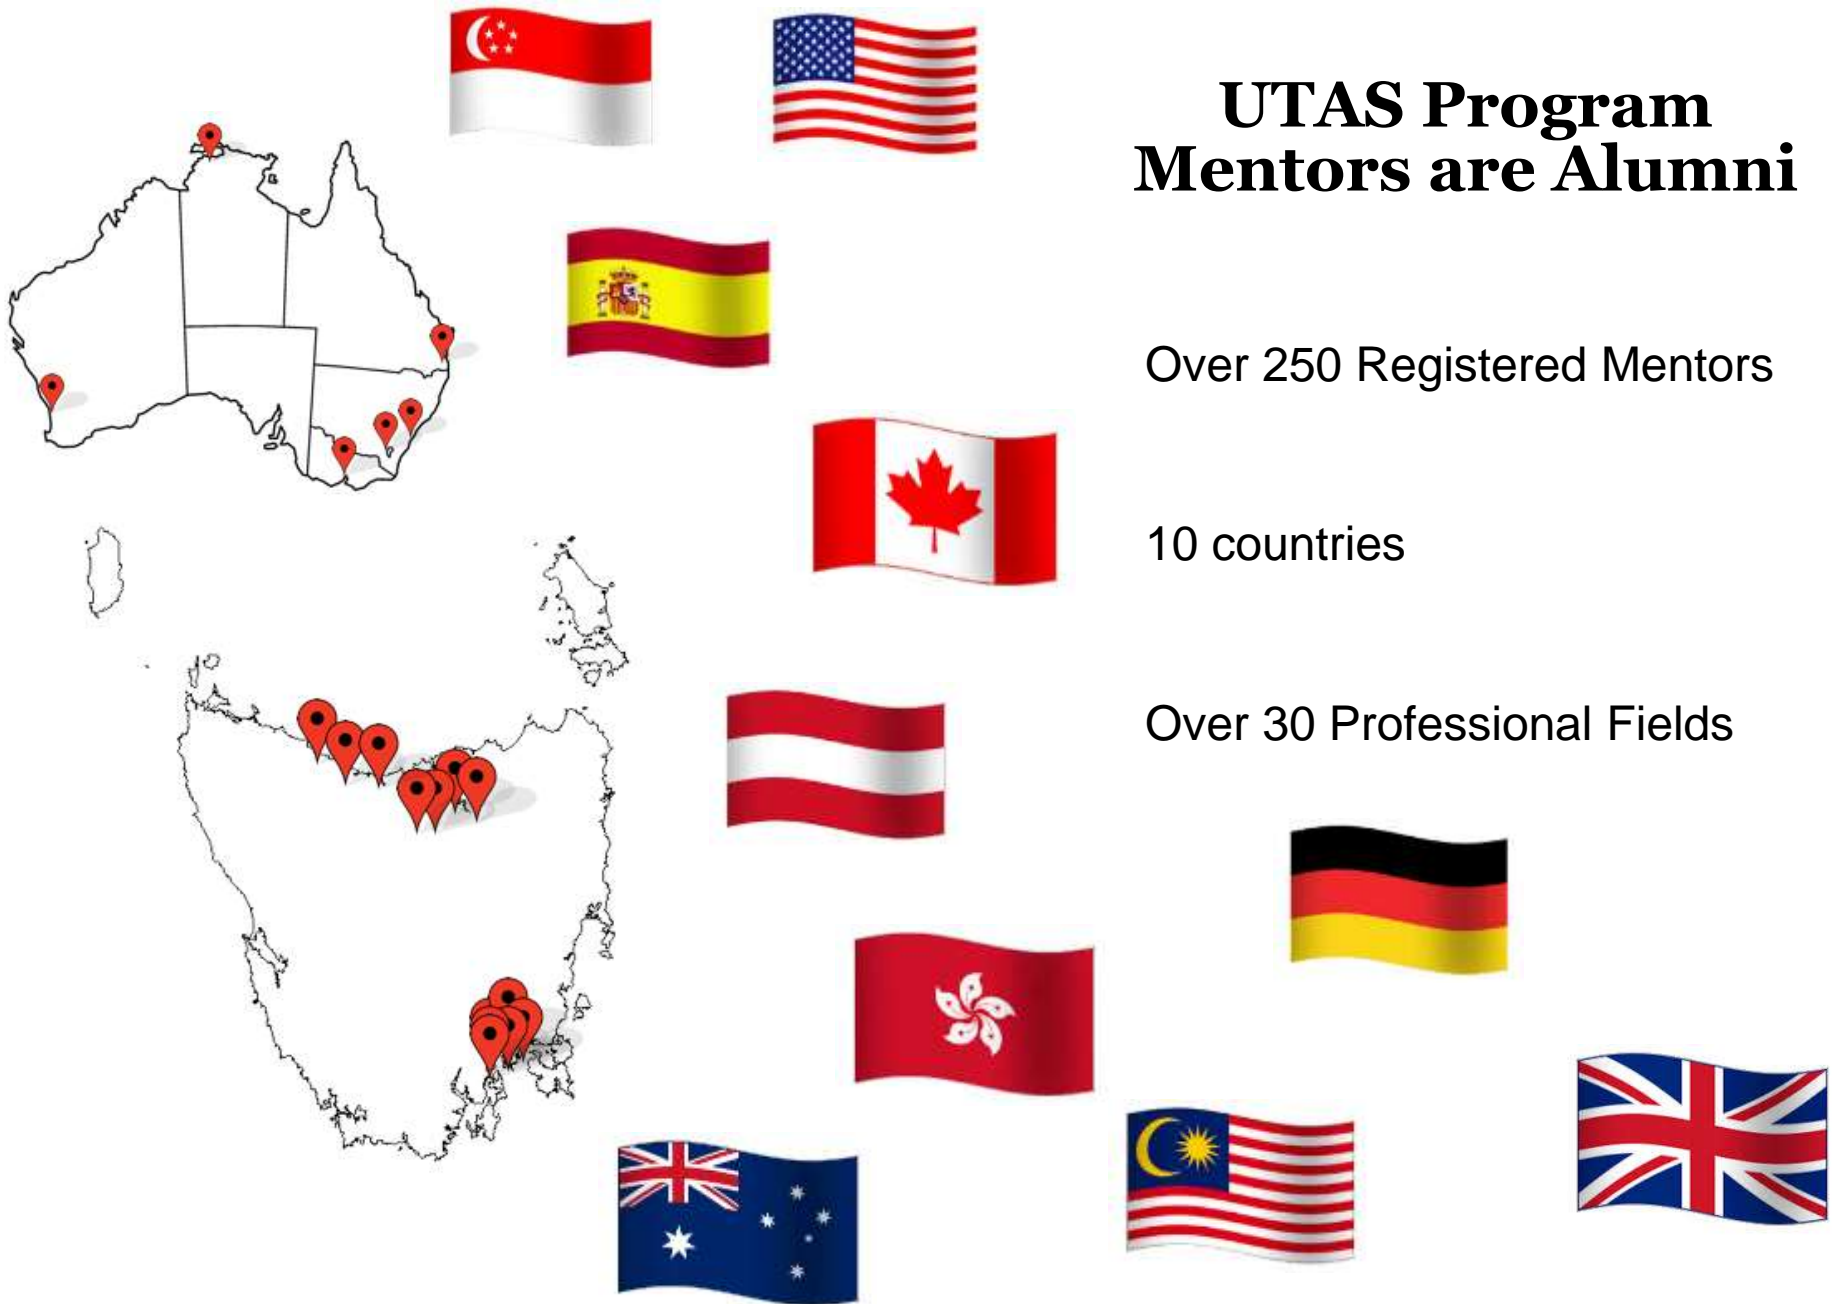 UTAS Program
Mentors are Alumni
Over 250 Registered Mentors
10 countries
Over 30 Professional Fields